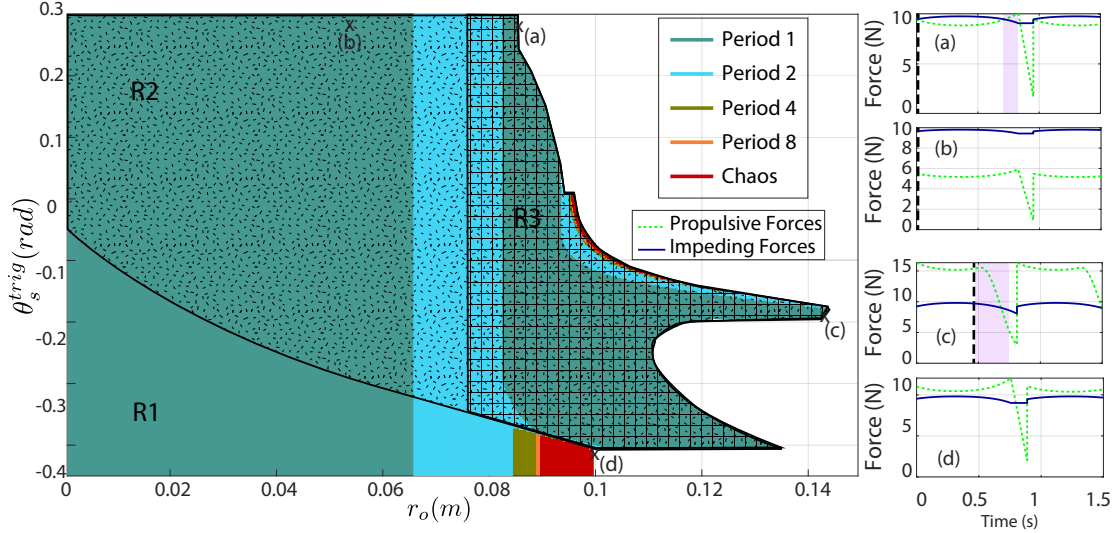 0.3
0.2
0.1
0
-0.1
-0.2
-0.3
-0.4
θ_s^{trig}(rad)
0
0.02
0.04
0.06
0.08
0.1
0.12
0.14
r_o(m)
R2
R1
R3
x
(b)
x
(a)
x
(c)
x
(d)
Period 1
Period 2
Period 4
Period 8
Chaos
Propulsive Forces
Impeding Forces
Force (N)
10
5
0
(a)
Force (N)
10
8
6
4
2
0
(b)
Force (N)
15
10
5
0
(c)
Force (N)
10
5
0
(d)
0
0.5
1
1.5
Time (s)